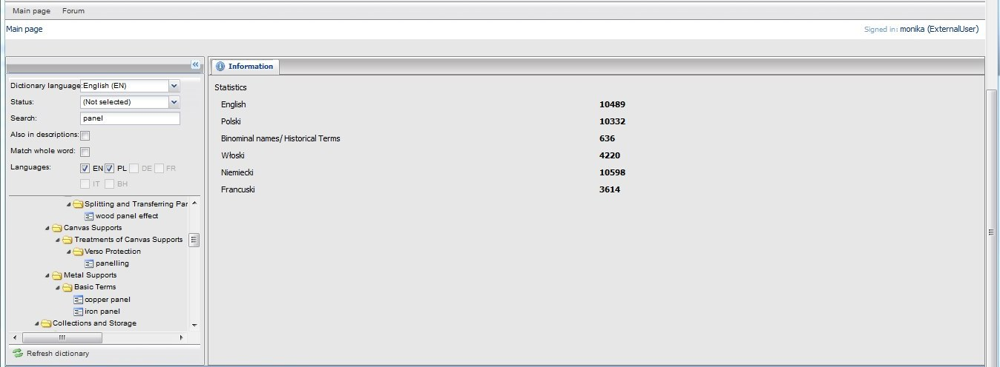 Main page Forum
Main page
Signed in: monika (ExternalUser)
Dictionary language: English (EN)
Status: (Not selected)
Search: panel
Also in descriptions:
Match whole word:
Languages: EN PL DE FR
IT BH
Splitting and Transferring Par
wood panel effect
Canvas Supports
Treatments of Canvas Supports
Verso Protection
panelling
Metal Supports
Basic Terms
copper panel
iron panel
Collections and Storage
Refresh dictionary
Information
Statistics
English 10489
Polski 10332
Binominal names/ Historical Terms 636
Włoski 4220
Niemiecki 10598
Francuski 3614